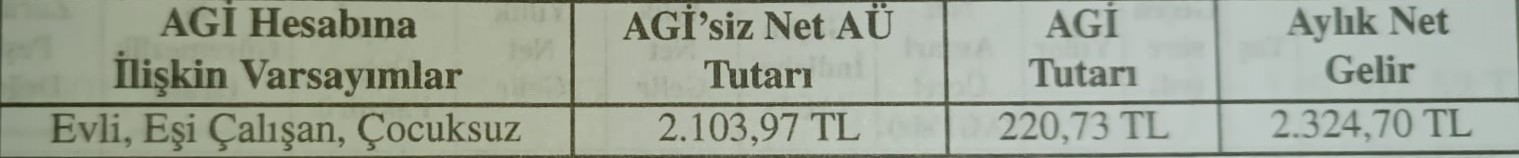 AGİ Hesabına İlişkin Varsayımlar	AGİ'siz Net AÜ Tutarı	AGİ Tutarı	Aylık Net Gelir
Evli, Eşi Çalışan, Çocuksuz	2.103,97 TL	220,73 TL	2.324,70 TL